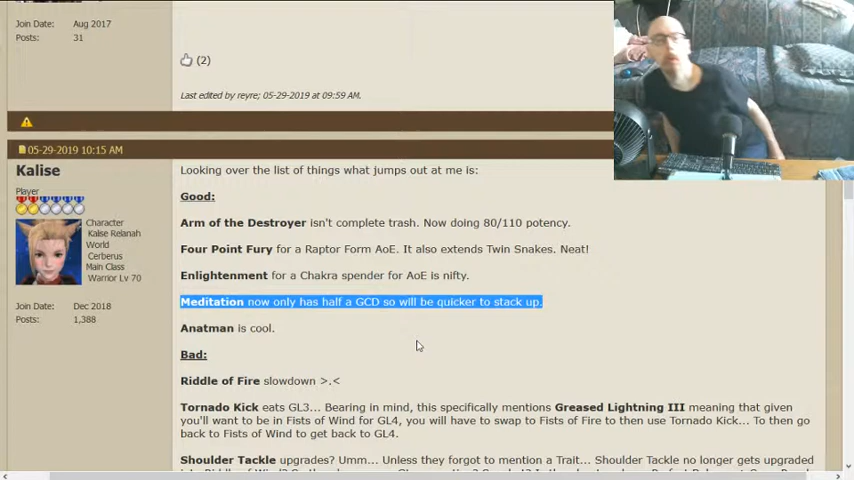 Join Date: Aug 2017
Posts: 31
(2)
Last edited by reyre; 05-29-2019 at 09:59 AM.
05-29-2019 10:15 AM
Kalise
Player
Character
Kalise Relanah
World
Cerberus
Main Class
Warrior Lv 70
Join Date: Dec 2018
Posts: 1,388
Looking over the list of things what jumps out at me is:
Good:
Arm of the Destroyer isn't complete trash. Now doing 80/110 potency.
Four Point Fury for a Raptor Form AoE. It also extends Twin Snakes. Neat!
Enlightenment for a Chakra spender for AoE is nifty.
Meditation now only has half a GCD so will be quicker to stack up.
Anatman is cool.
Bad:
Riddle of Fire slowdown >.<
Tornado Kick eats GL3... Bearing in mind, this specifically mentions Greased Lightning III meaning that given
you'll want to be in Fists of Wind for GL4, you will have to swap to Fists of Fire to then use Tornado Kick... To then go
back to Fists of Wind to get back to GL4.
Shoulder Tackle upgrades? Umm... Unless they forgot to mention a Trait... Shoulder Tackle no longer gets upgraded